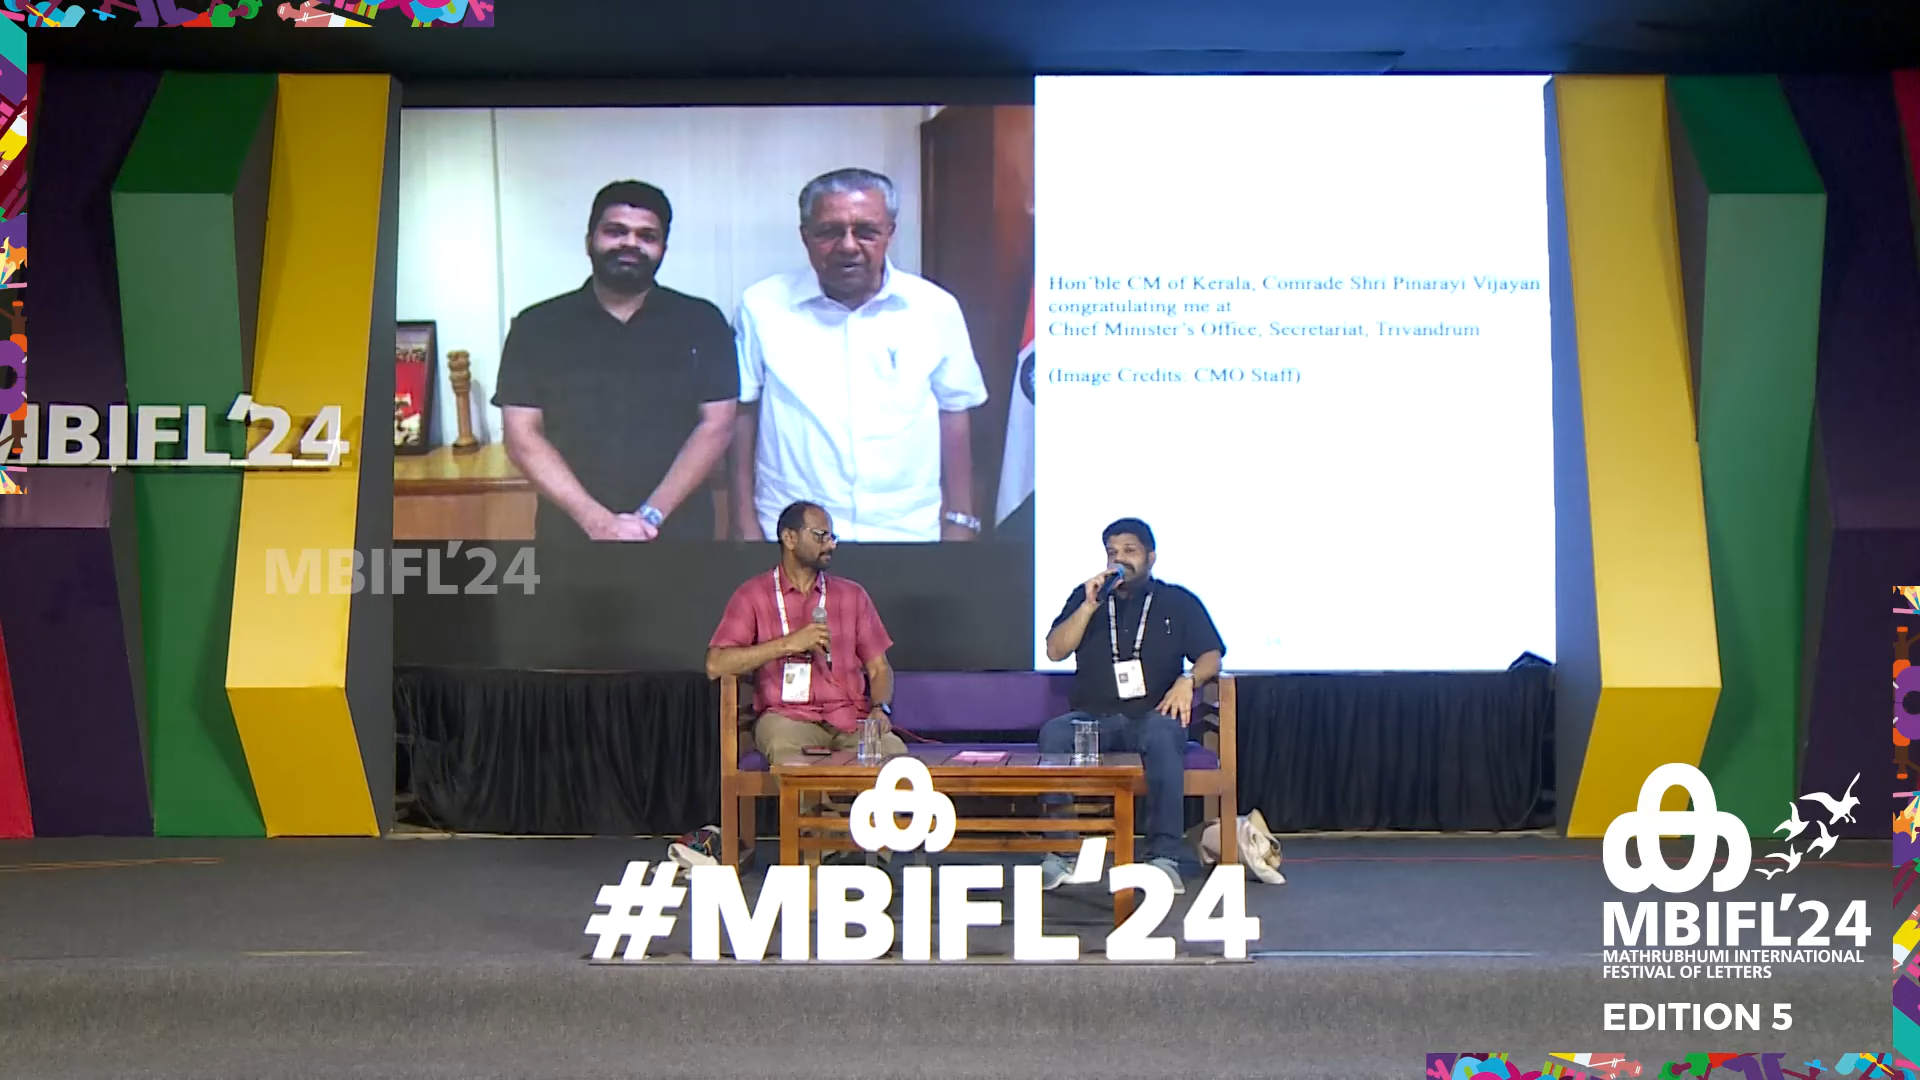 Hon'ble CM of Kerala, Comrade Shri Pinarayi Vijayan
congratulating me at
Chief Minister's Office, Secretariat, Trivandrum
(Image Credits: CMO Staff)
MBIFL'24
MBIFL'24
#MBIFL'24
ക
MBIFL'24
MATHRUBHUMI INTERNATIONAL
FESTIVAL OF LETTERS
EDITION 5